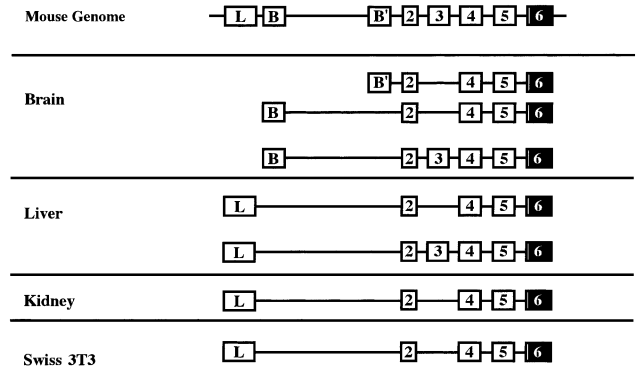 Mouse Genome L B B' 2 3 4 5 6
B' 2 4 5 6
Brain
B 2 4 5 6
B 2 3 4 5 6
Liver L 2 4 5 6
L 2 3 4 5 6
Kidney L 2 4 5 6
Swiss 3T3 L 2 4 5 6